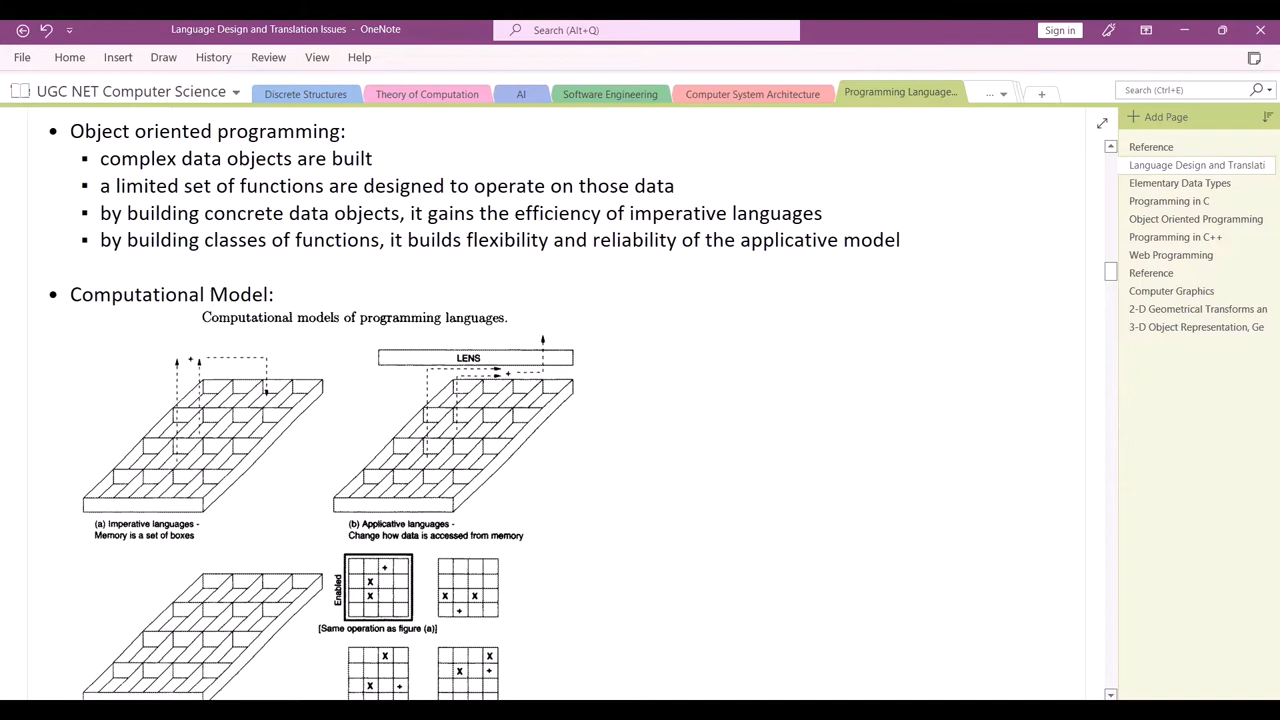 Language Design and Translation Issues - OneNote
Search (Alt+Q)
Sign in
File Home Insert Draw History Review View Help
UGC NET Computer Science
Discrete Structures
Theory of Computation
AI
Software Engineering
Computer System Architecture
Programming Language...
...
Search (Ctrl+E)
• Object oriented programming:
▪ complex data objects are built
▪ a limited set of functions are designed to operate on those data
▪ by building concrete data objects, it gains the efficiency of imperative languages
▪ by building classes of functions, it builds flexibility and reliability of the applicative model
• Computational Model:
Computational models of programming languages.
+
LENS
+
(a) Imperative languages -
Memory is a set of boxes
(b) Applicative languages -
Change how data is accessed from memory
Enabled
+
X
X
X X
+
[Same operation as figure (a)]
X X
X +
X +
Add Page
Reference
Language Design and Translati
Elementary Data Types
Programming in C
Object Oriented Programming
Programming in C++
Web Programming
Reference
Computer Graphics
2-D Geometrical Transforms an
3-D Object Representation, Ge